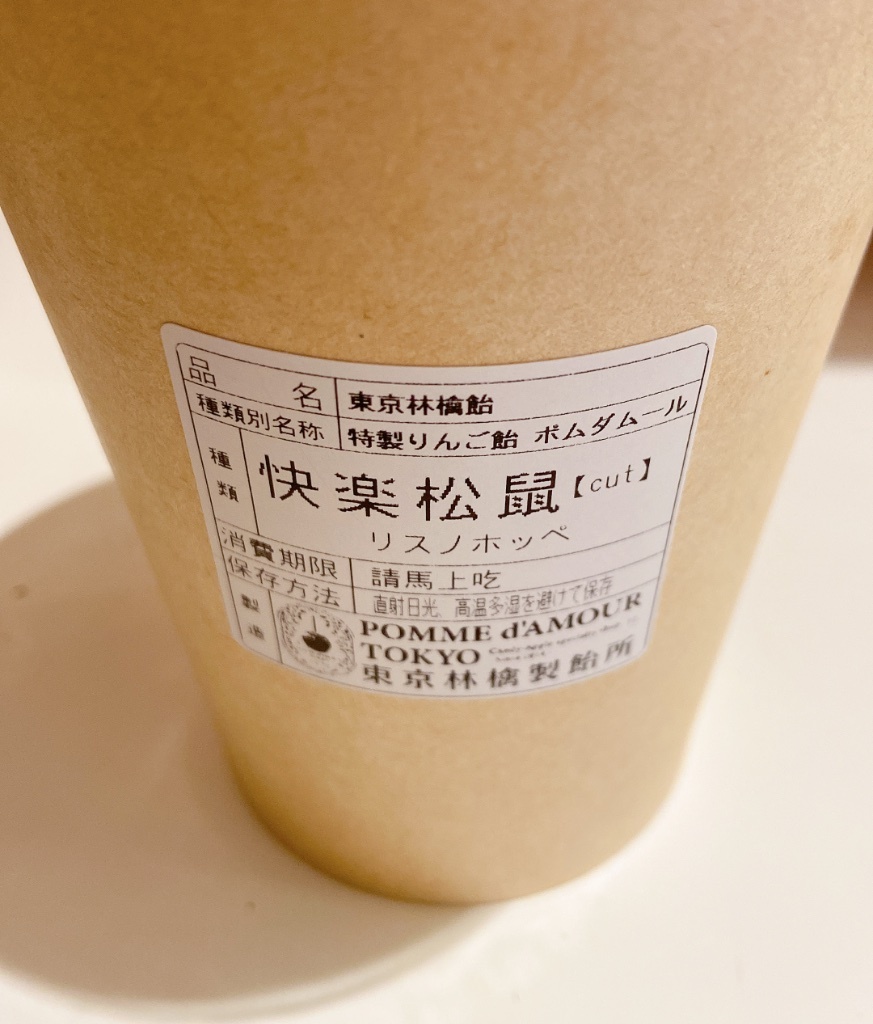 品名 東京林檎飴
種類別名称 特製りんご飴 ポムダムール
種類 快楽松鼠【cut】
リスノホッペ
消費期限 請馬上吃
保存方法 直射日光、高温多湿を避けて保存
製造 POMME d'AMOUR
TOKYO
東京林檎製飴所